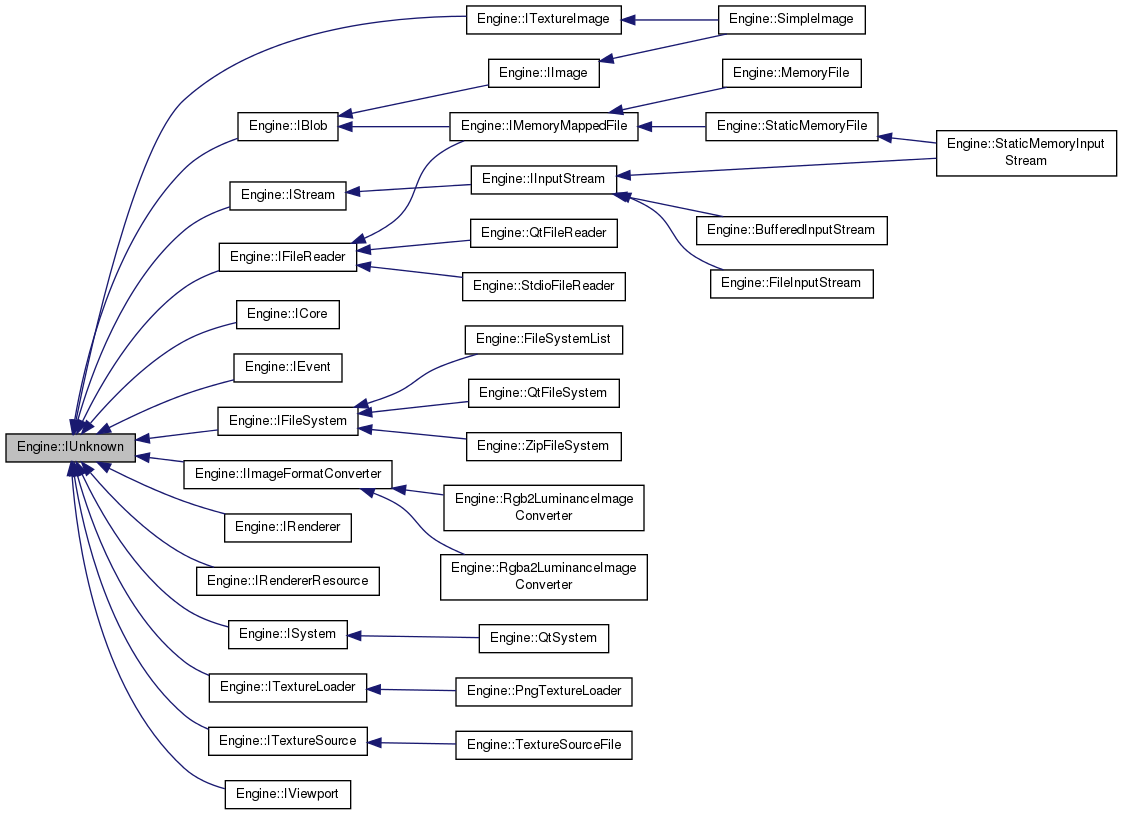 Engine::ITextureImage
Engine::SimpleImage
Engine::IImage
Engine::MemoryFile
Engine::IBlob
Engine::IMemoryMappedFile
Engine::StaticMemoryFile
Engine::StaticMemoryInput
Stream
Engine::IStream
Engine::IInputStream
Engine::BufferedInputStream
Engine::IFileReader
Engine::QtFileReader
Engine::FileInputStream
Engine::StdioFileReader
Engine::ICore
Engine::FileSystemList
Engine::IEvent
Engine::QtFileSystem
Engine::IFileSystem
Engine::ZipFileSystem
Engine::IUnknown
Engine::IImageFormatConverter
Engine::Rgb2LuminanceImage
Converter
Engine::IRenderer
Engine::Rgba2LuminanceImage
Converter
Engine::IRendererResource
Engine::ISystem
Engine::QtSystem
Engine::ITextureLoader
Engine::PngTextureLoader
Engine::ITextureSource
Engine::TextureSourceFile
Engine::IViewport